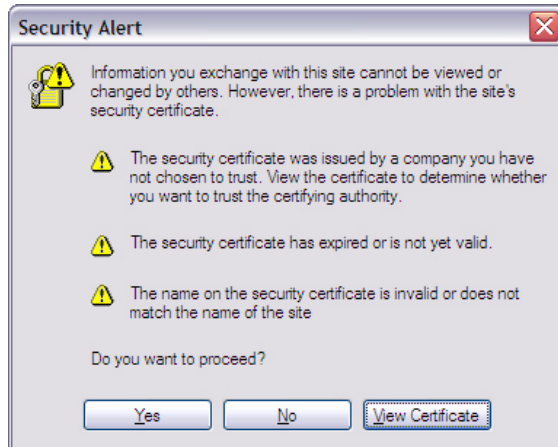 Security Alert
Information you exchange with this site cannot be viewed or
changed by others. However, there is a problem with the site's
security certificate.
The security certificate was issued by a company you have
not chosen to trust. View the certificate to determine whether
you want to trust the certifying authority.
The security certificate has expired or is not yet valid.
The name on the security certificate is invalid or does not
match the name of the site
Do you want to proceed?
Yes No View Certificate